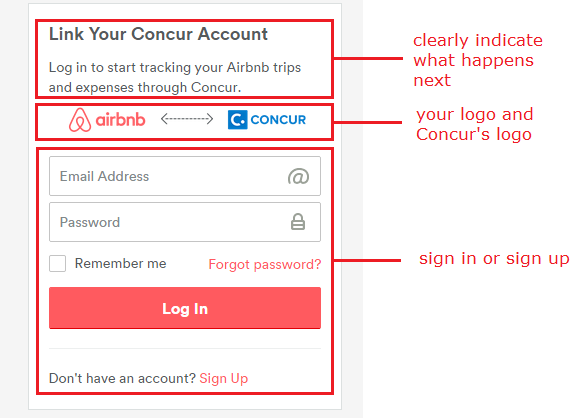 Link Your Concur Account
Log in to start tracking your Airbnb trips
and expenses through Concur.
clearly indicate
what happens
next
airbnb
C. CONCUR
your logo and
Concur's logo
Email Address @
Password
Remember me
Forgot password?
Log In
Don't have an account? Sign Up
sign in or sign up